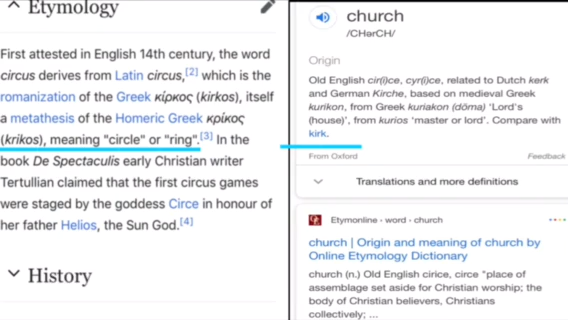 Etymology
First attested in English 14th century, the word
circus derives from Latin circus,[2] which is the
romanization of the Greek κίρκος (kirkos), itself
a metathesis of the Homeric Greek κρίκος
(krikos), meaning "circle" or "ring".[3] In the
book De Spectaculis early Christian writer
Tertullian claimed that the first circus games
were staged by the goddess Circe in honour of
her father Helios, the Sun God.[4]
History
church
/CHərCH/
Origin
Old English cir(i)ce, cyr(i)ce, related to Dutch kerk
and German Kirche, based on medieval Greek
kurikon, from Greek kuriakon (dōma) 'Lord's
(house)', from kurios 'master or lord'. Compare with
kirk.
From Oxford
Feedback
Translations and more definitions
Etymonline › word › church
church | Origin and meaning of church by
Online Etymology Dictionary
church (n.) Old English cirice, circe "place of
assemblage set aside for Christian worship; the
body of Christian believers, Christians
collectively; ...